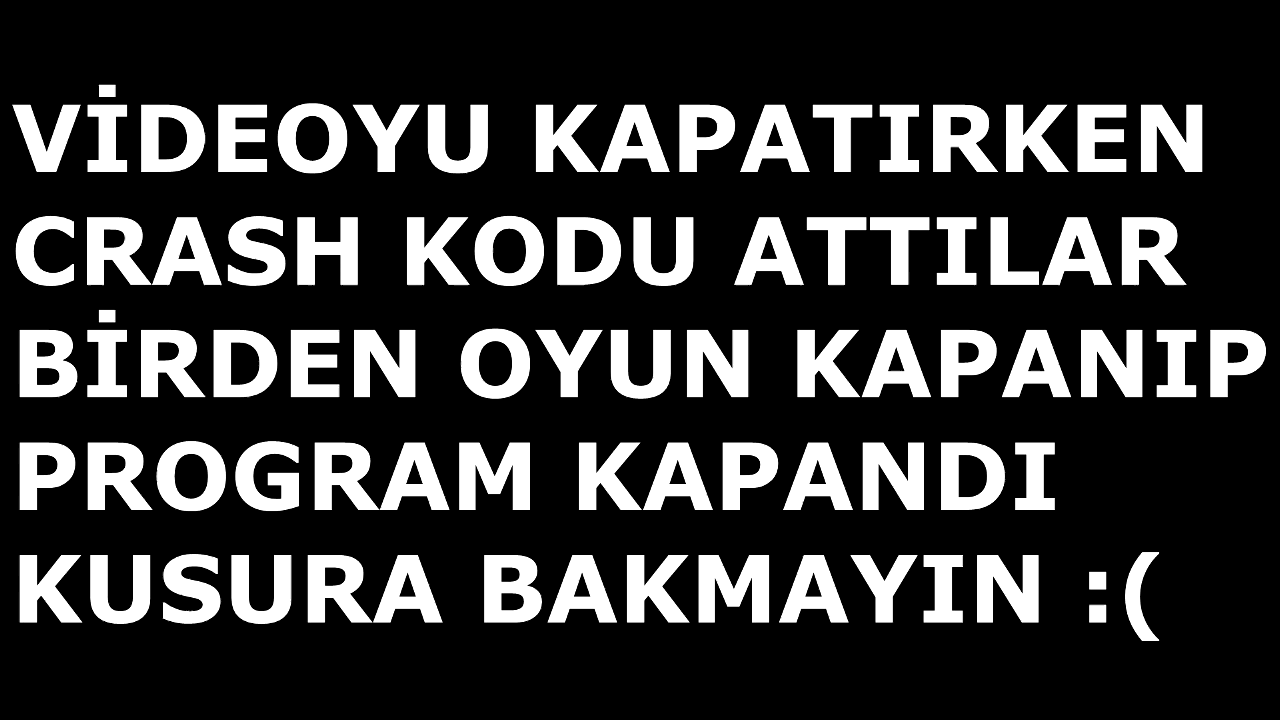 VİDEOYU KAPATIRKEN
CRASH KODU ATTILAR
BİRDEN OYUN KAPANIP
PROGRAM KAPANDI
KUSURA BAKMAYIN :(